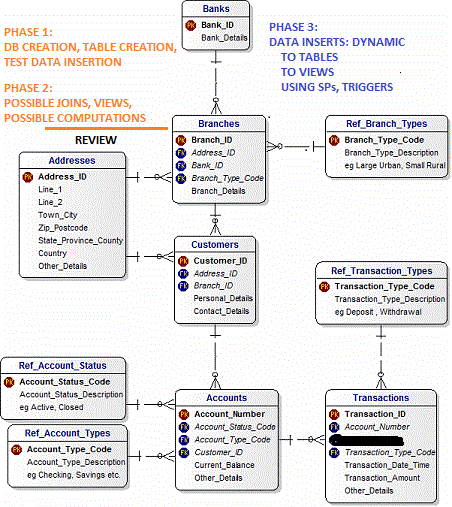 Banks
PK Bank_ID
Bank_Details
PHASE 1:
DB CREATION, TABLE CREATION,
TEST DATA INSERTION
PHASE 2:
POSSIBLE JOINS, VIEWS,
POSSIBLE COMPUTATIONS
REVIEW
PHASE 3:
DATA INSERTS: DYNAMIC
TO TABLES
TO VIEWS
USING SPs, TRIGGERS
Branches
PK Branch_ID
FK Address_ID
FK Bank_ID
FK Branch_Type_Code
Branch_Details
Ref_Branch_Types
PK Branch_Type_Code
Branch_Type_Description
eg Large Urban, Small Rural
Addresses
PK Address_ID
Line_1
Line_2
Town_City
Zip_Postcode
State_Province_County
Country
Other_Details
Customers
PK Customer_ID
FK Address_ID
FK Branch_ID
Personal_Details
Contact_Details
Ref_Transaction_Types
PK Transaction_Type_Code
Transaction_Type_Description
eg Deposit , Withdrawal
Ref_Account_Status
PK Account_Status_Code
Account_Status_Description
eg Active, Closed
Ref_Account_Types
PK Account_Type_Code
Account_Type_Description
eg Checking, Savings etc.
Accounts
PK Account_Number
FK Account_Status_Code
FK Account_Type_Code
FK Customer_ID
Current_Balance
Other_Details
Transactions
PK Transaction_ID
FK Account_Number
FK
FK Transaction_Type_Code
Transaction_Date_Time
Transaction_Amount
Other_Details